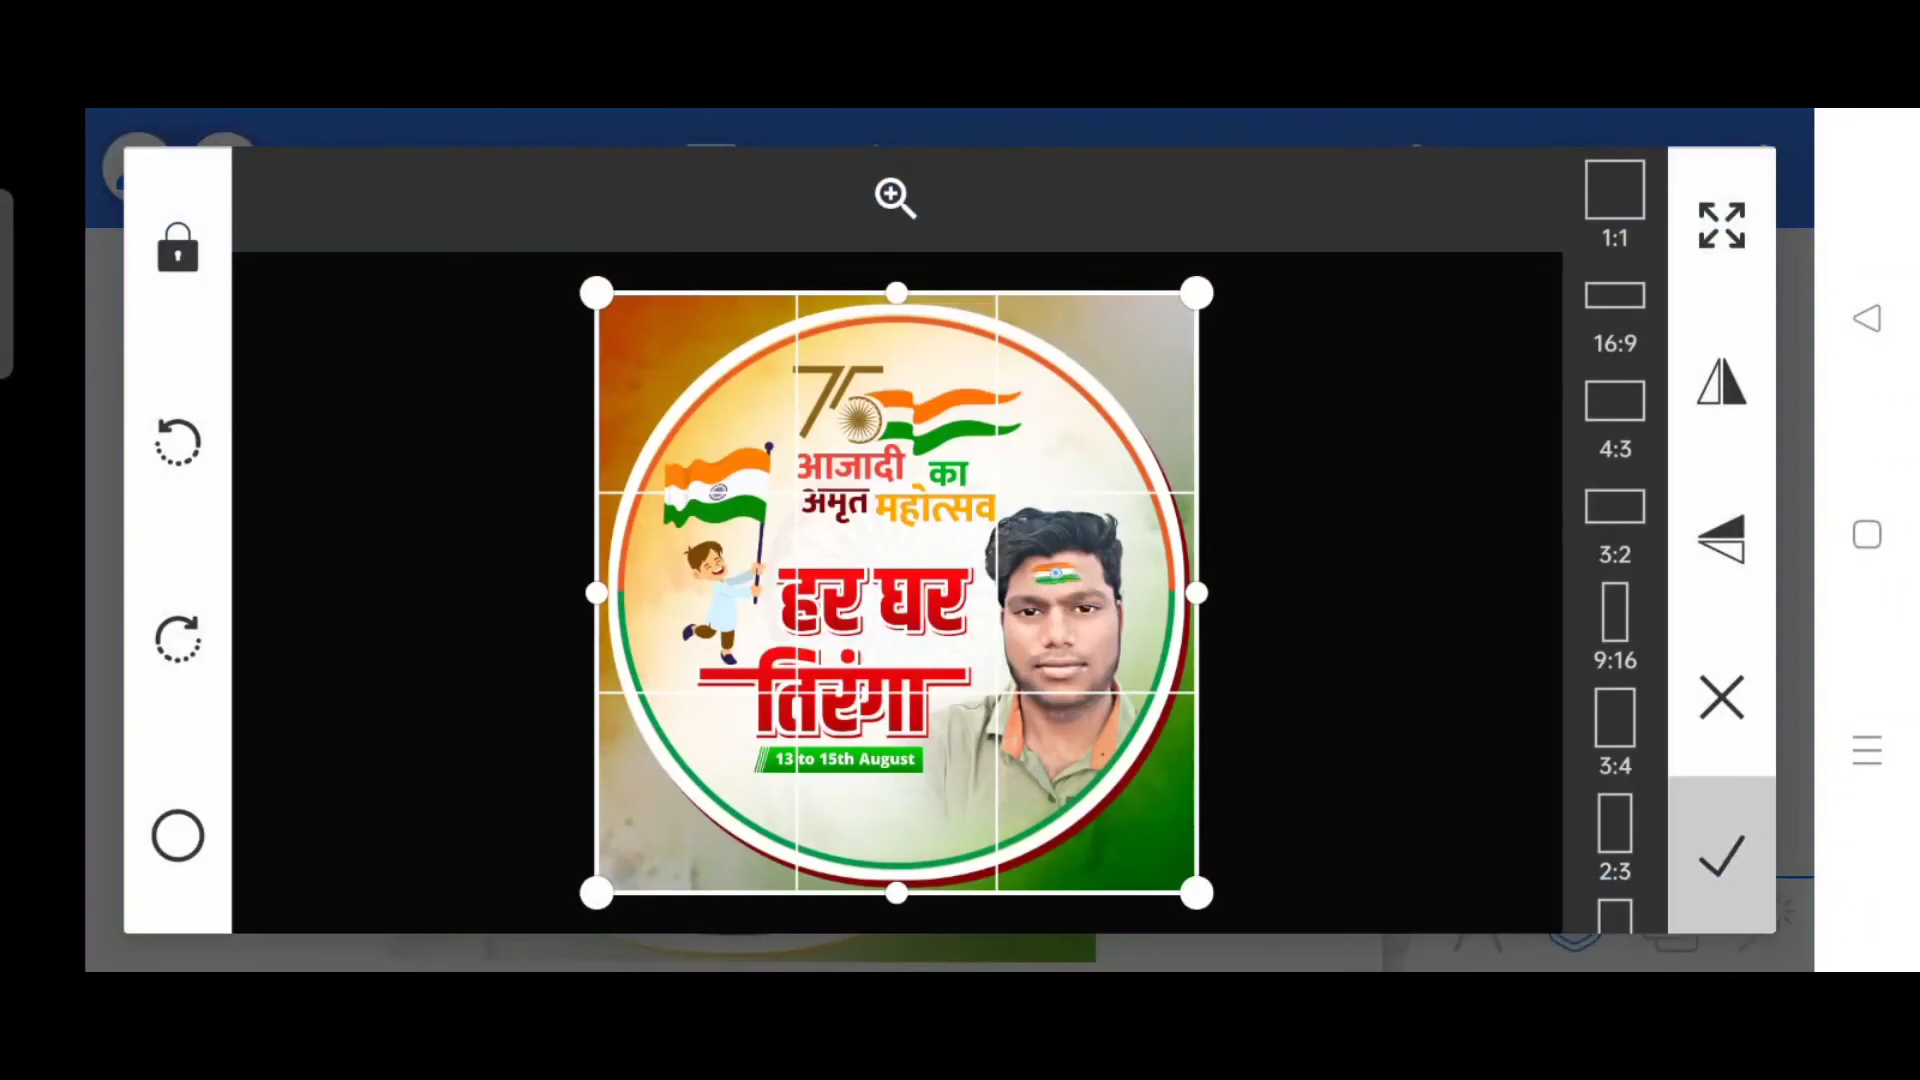 1:1
16:9
4:3
3:2
9:16
3:4
2:3
75
आजादी का
अमृत महोत्सव
हर घर
तिरंगा
13 to 15th August